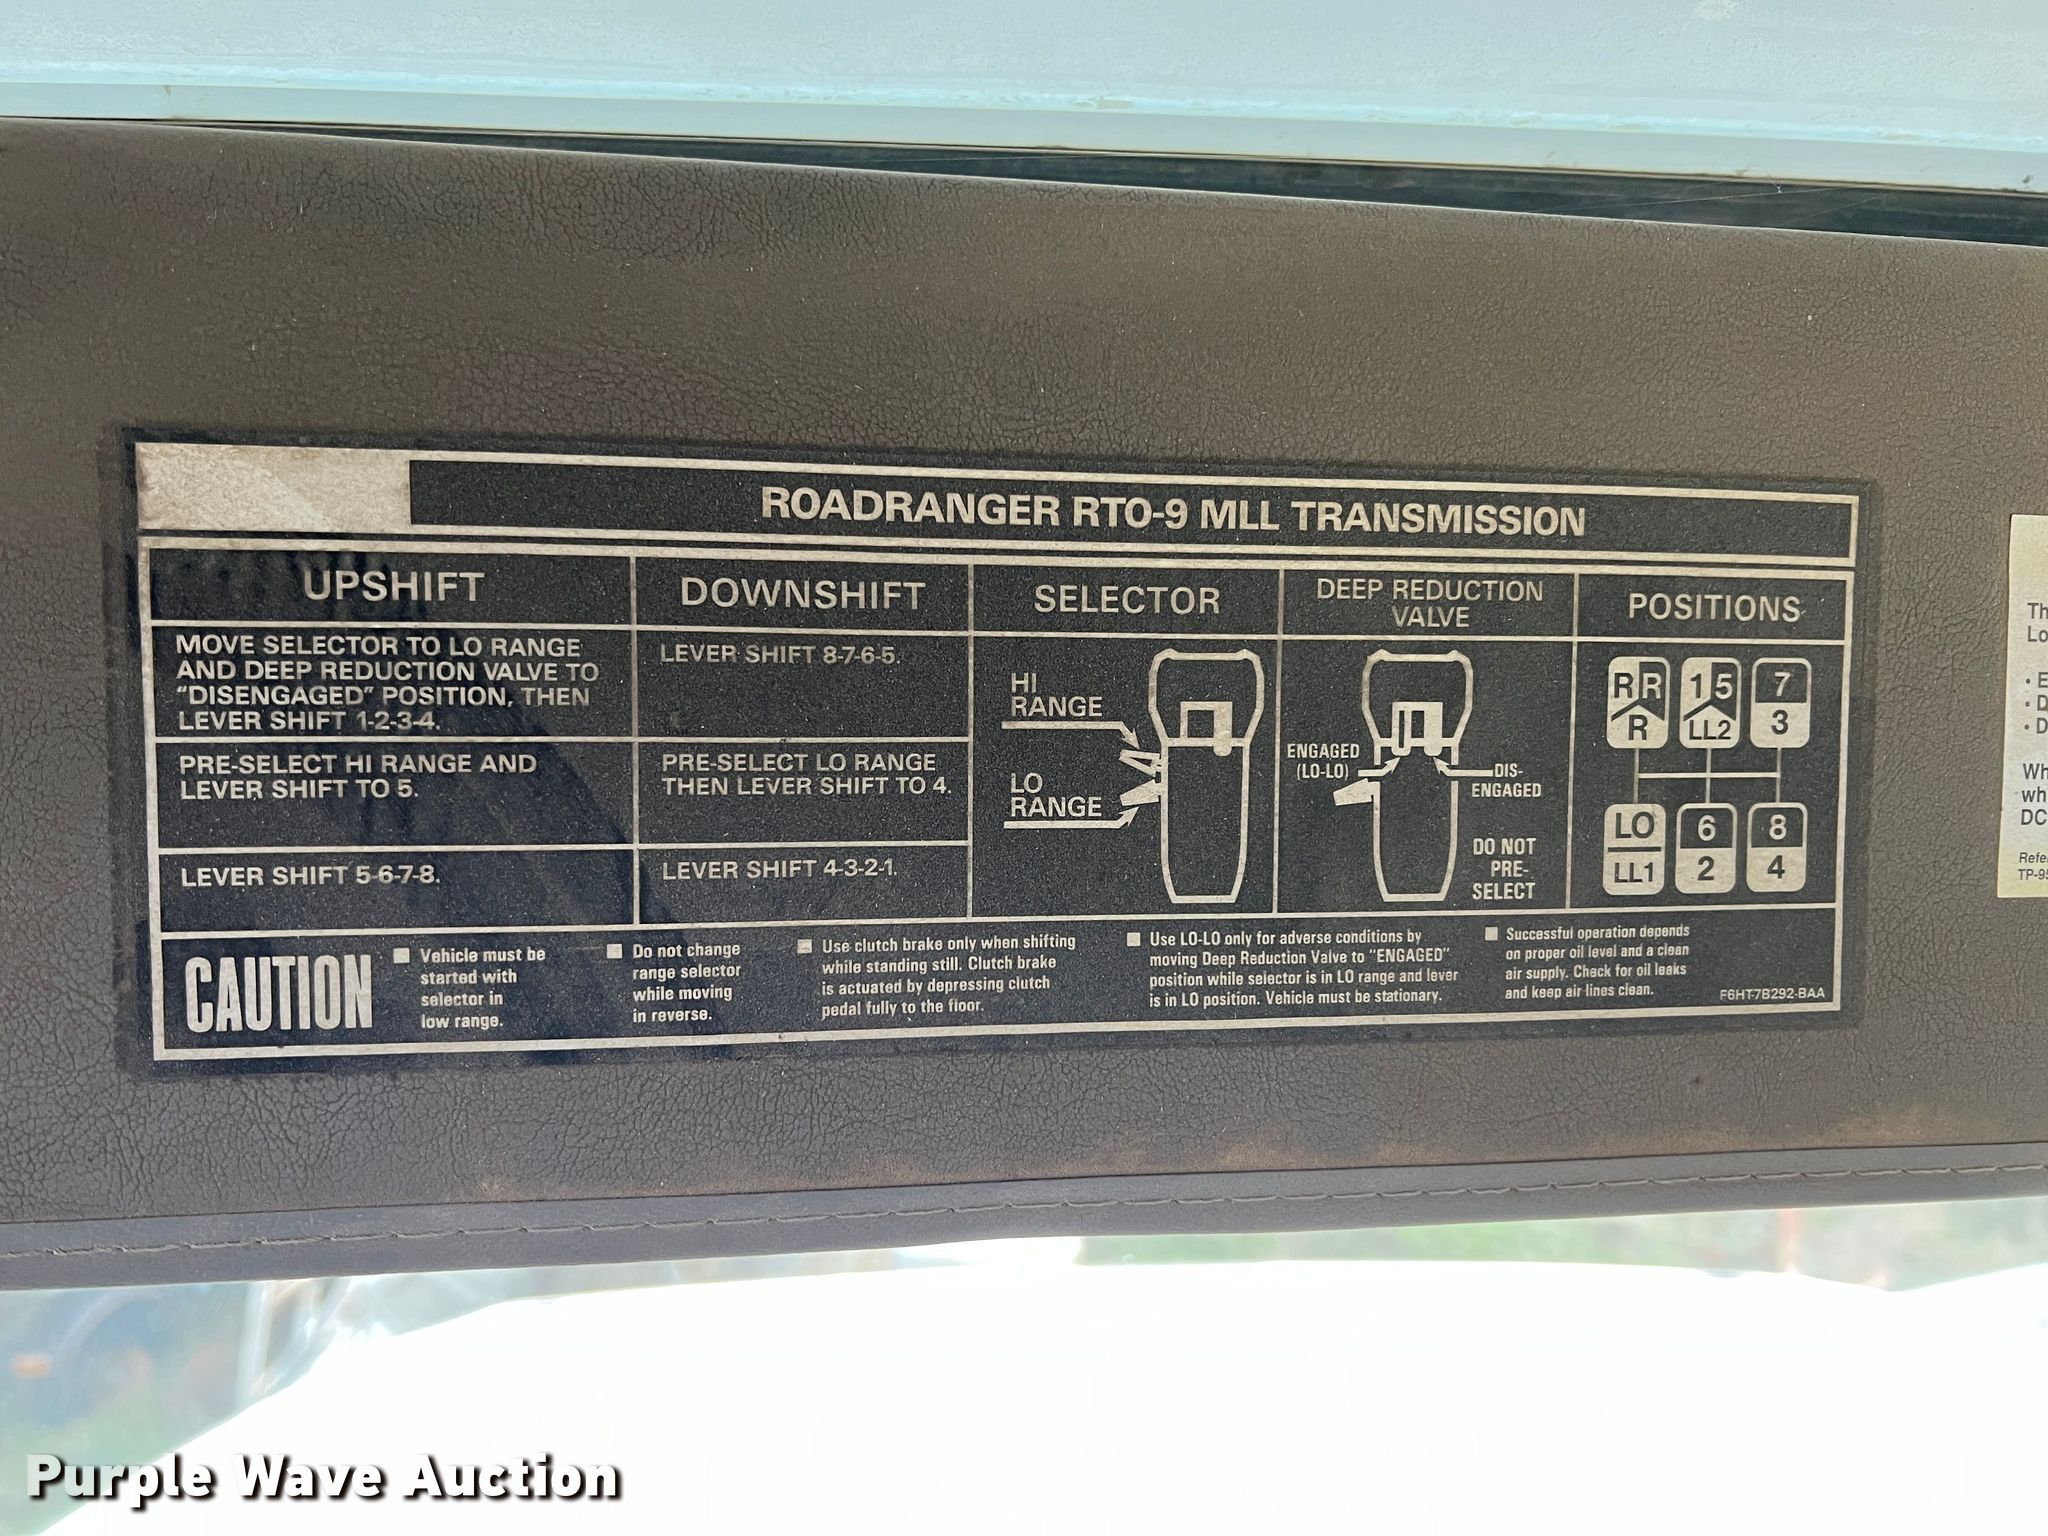 ROADRANGER RTO-9 MLL TRANSMISSION
UPSHIFT
MOVE SELECTOR TO LO RANGE
AND DEEP REDUCTION VALVE TO
"DISENGAGED" POSITION, THEN
LEVER SHIFT 1-2-3-4.
PRE-SELECT HI RANGE AND
LEVER SHIFT TO 5.
LEVER SHIFT 5-6-7-8.
DOWNSHIFT
LEVER SHIFT 8-7-6-5.
PRE-SELECT LO RANGE
THEN LEVER SHIFT TO 4.
LEVER SHIFT 4-3-2-1.
SELECTOR
HI
RANGE
LO
RANGE
DEEP REDUCTION
VALVE
ENGAGED
(LO-LO)
DIS-
ENGAGED
DO NOT
PRE-
SELECT
POSITIONS
R R 1 5 7
R LL2 3
LO 6 8
LL1 2 4
CAUTION
Vehicle must be
started with
selector in
low range.
Do not change
range selector
while moving
in reverse.
Use clutch brake only when shifting
while standing still. Clutch brake
is actuated by depressing clutch
pedal fully to the floor.
Use LO-LO only for adverse conditions by
moving Deep Reduction Valve to "ENGAGED"
position while selector is in LO range and lever
is in LO position. Vehicle must be stationary.
Successful operation depends
on proper oil level and a clean
air supply. Check for oil leaks
and keep air lines clean.
F6HT-7B292-BAA
Purple Wave Auction